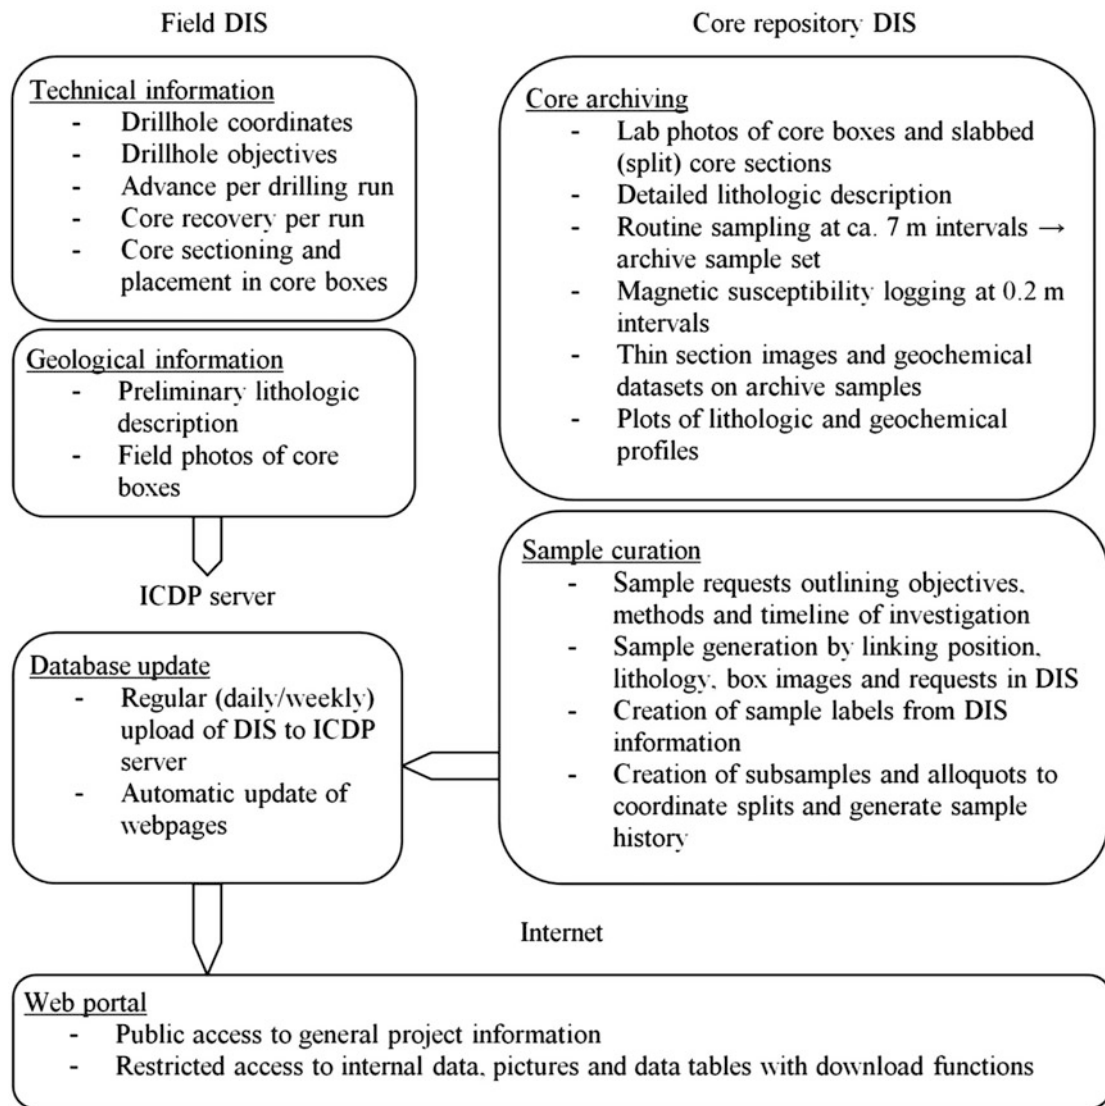 Field DIS
Technical information
- Drillhole coordinates
- Drillhole objectives
- Advance per drilling run
- Core recovery per run
- Core sectioning and
placement in core boxes
Geological information
- Preliminary lithologic
description
- Field photos of core
boxes
ICDP server
Database update
- Regular (daily/weekly)
upload of DIS to ICDP
server
- Automatic update of
webpages
Core repository DIS
Core archiving
- Lab photos of core boxes and slabbed
(split) core sections
- Detailed lithologic description
- Routine sampling at ca. 7 m intervals →
archive sample set
- Magnetic susceptibility logging at 0.2 m
intervals
- Thin section images and geochemical
datasets on archive samples
- Plots of lithologic and geochemical
profiles
Sample curation
- Sample requests outlining objectives,
methods and timeline of investigation
- Sample generation by linking position,
lithology, box images and requests in DIS
- Creation of sample labels from DIS
information
- Creation of subsamples and alloquots to
coordinate splits and generate sample
history
Internet
Web portal
- Public access to general project information
- Restricted access to internal data, pictures and data tables with download functions